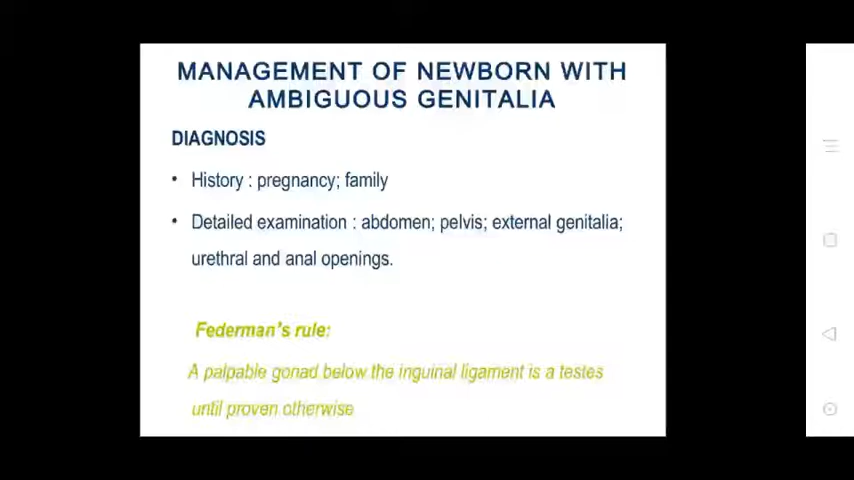 MANAGEMENT OF NEWBORN WITH
AMBIGUOUS GENITALIA
DIAGNOSIS
• History : pregnancy; family
• Detailed examination : abdomen; pelvis; external genitalia;
urethral and anal openings.
Federman's rule:
A palpable gonad below the inguinal ligament is a testes
until proven otherwise